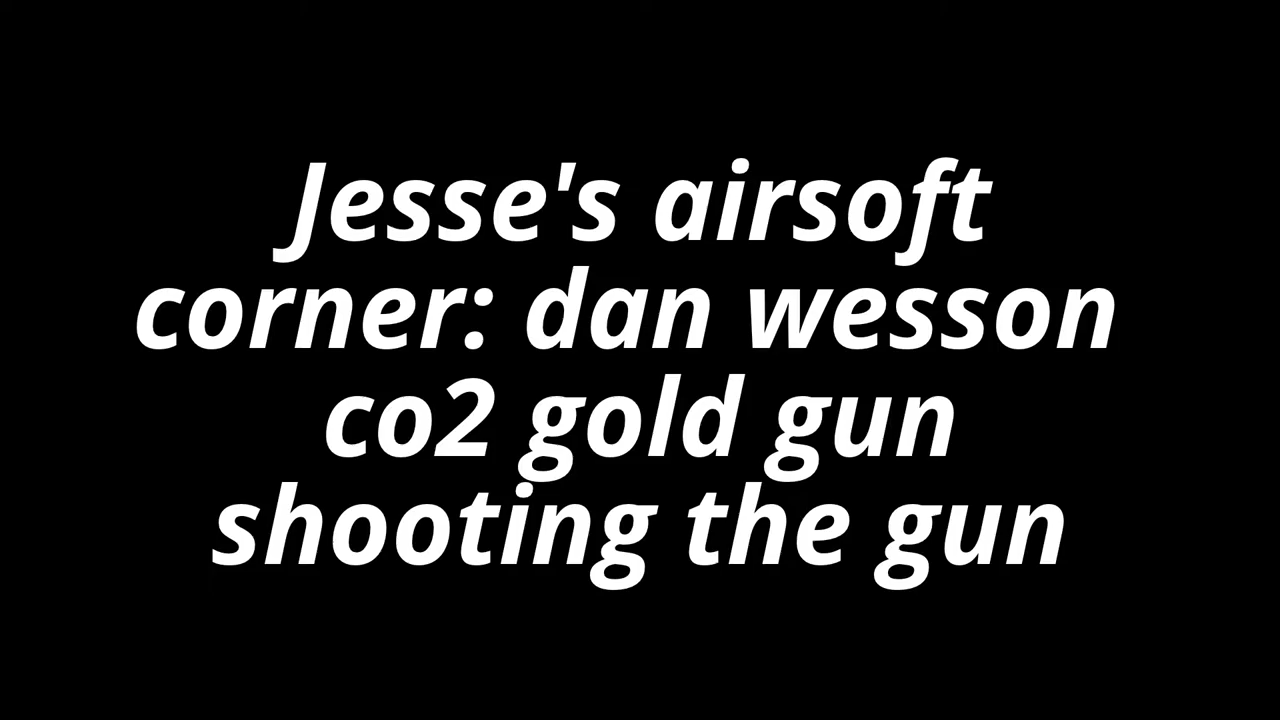 Jesse's airsoft
corner: dan wesson
co2 gold gun
shooting the gun